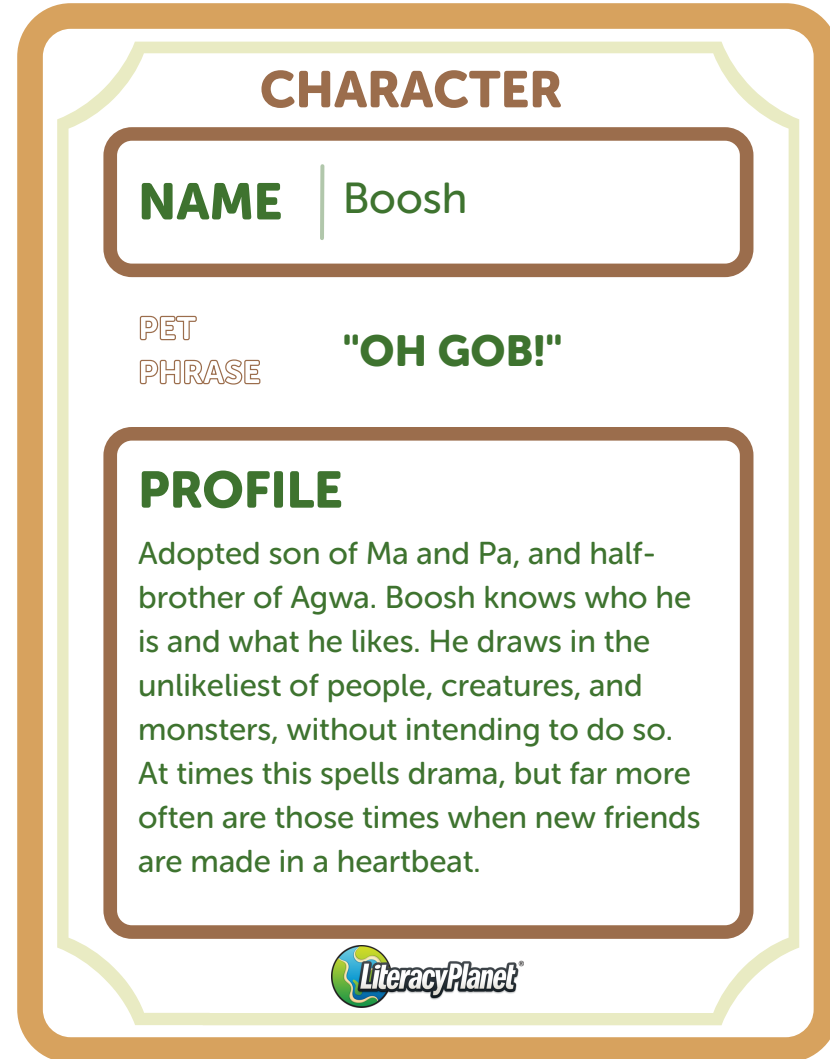 CHARACTER
NAME Boosh
PET
PHRASE
"OH GOB!"
PROFILE
Adopted son of Ma and Pa, and half-
brother of Agwa. Boosh knows who he
is and what he likes. He draws in the
unlikeliest of people, creatures, and
monsters, without intending to do so.
At times this spells drama, but far more
often are those times when new friends
are made in a heartbeat.
LiteracyPlanet®